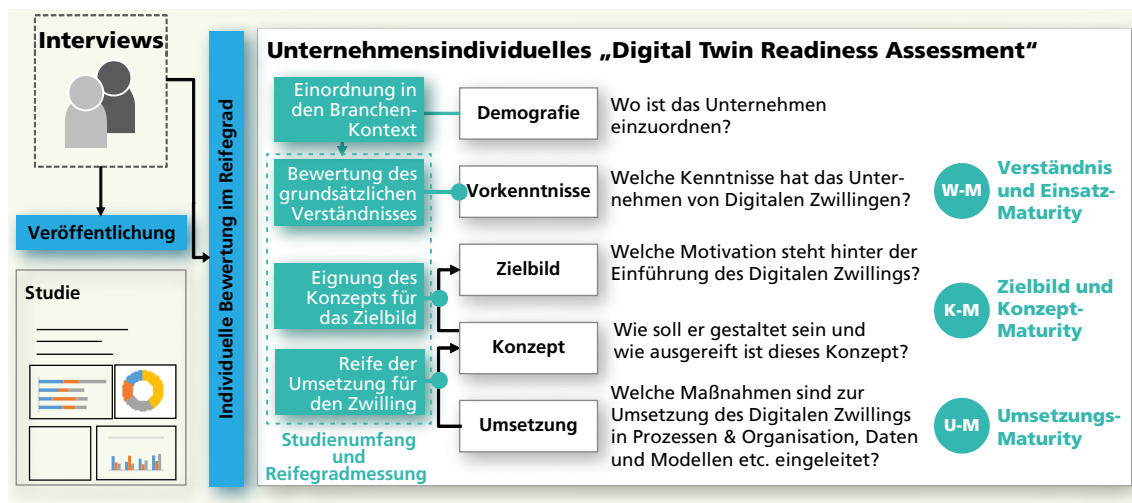 Interviews
Veröffentlichung
Studie
Individuelle Bewertung im Reifegrad
Unternehmensindividuelles „Digital Twin Readiness Assessment“
Einordnung in
den Branchen-
Kontext
Demografie
Wo ist das Unternehmen
einzuordnen?
Bewertung des
grundsätzlichen
Verständnisses
Vorkenntnisse
Welche Kenntnisse hat das Unter-
nehmen von Digitalen Zwillingen?
W-M
Verständnis
und Einsatz-
Maturity
Eignung des
Konzepts für
das Zielbild
Zielbild
Welche Motivation steht hinter der
Einführung des Digitalen Zwillings?
K-M
Zielbild und
Konzept-
Maturity
Konzept
Wie soll er gestaltet sein und
wie ausgereift ist dieses Konzept?
Reife der
Umsetzung für
den Zwilling
Umsetzung
Welche Maßnahmen sind zur
Umsetzung des Digitalen Zwillings
in Prozessen & Organisation, Daten
und Modellen etc. eingeleitet?
U-M
Umsetzungs-
Maturity
Studienumfang
und
Reifegradmessung